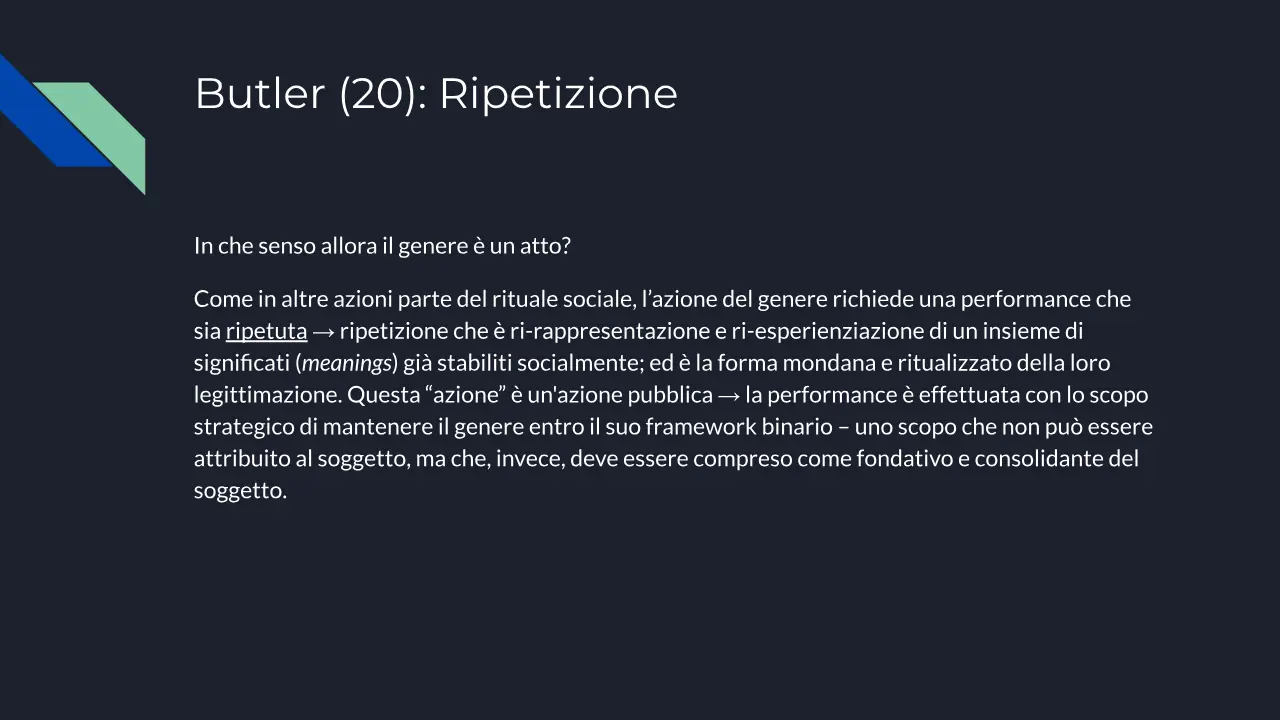 Butler (20): Ripetizione
In che senso allora il genere è un atto?
Come in altre azioni parte del rituale sociale, l’azione del genere richiede una performance che
sia ripetuta → ripetizione che è ri-rappresentazione e ri-esperienziazione di un insieme di
significati (meanings) già stabiliti socialmente; ed è la forma mondana e ritualizzato della loro
legittimazione. Questa “azione” è un'azione pubblica → la performance è effettuata con lo scopo
strategico di mantenere il genere entro il suo framework binario – uno scopo che non può essere
attribuito al soggetto, ma che, invece, deve essere compreso come fondativo e consolidante del
soggetto.